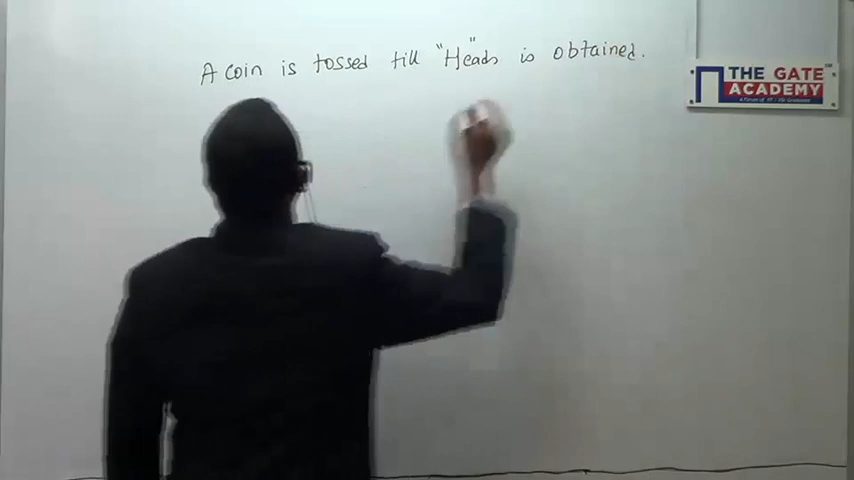 A coin is tossed till "Heads" is obtained.
THE GATE
ACADEMY